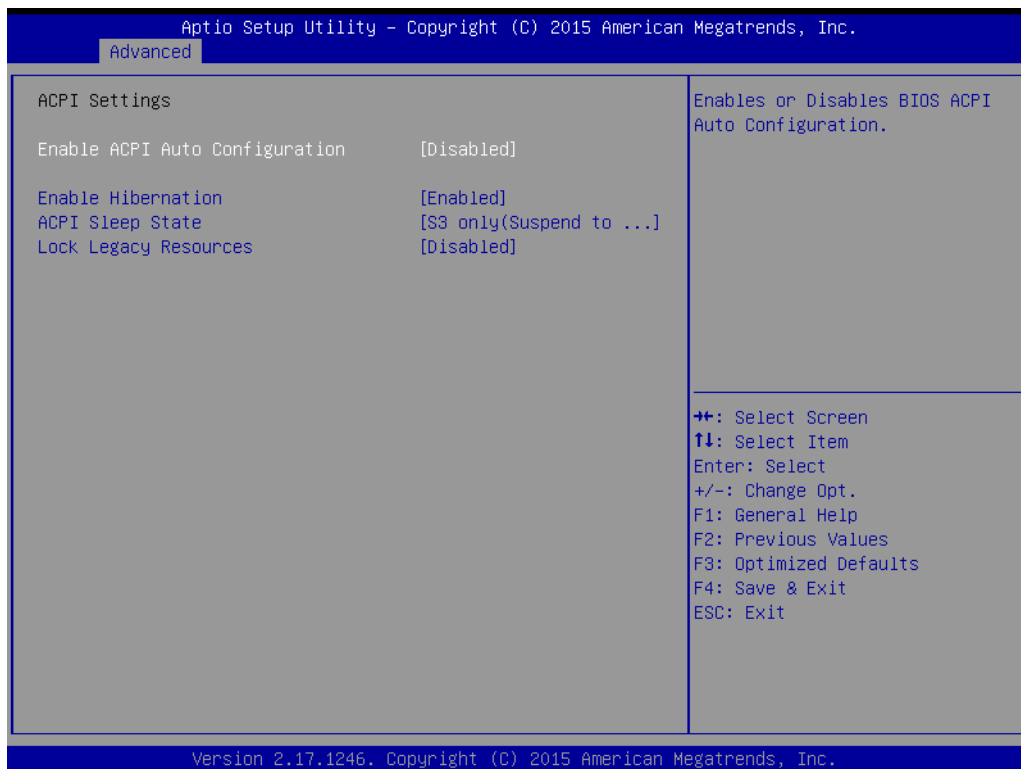 Aptio Setup Utility – Copyright (C) 2015 American Megatrends, Inc.
Advanced
ACPI Settings
Enable ACPI Auto Configuration [Disabled]
Enable Hibernation [Enabled]
ACPI Sleep State [S3 only(Suspend to ...]
Lock Legacy Resources [Disabled]
Enables or Disables BIOS ACPI
Auto Configuration.
→←: Select Screen
↑↓: Select Item
Enter: Select
+/-: Change Opt.
F1: General Help
F2: Previous Values
F3: Optimized Defaults
F4: Save & Exit
ESC: Exit
Version 2.17.1246. Copyright (C) 2015 American Megatrends, Inc.